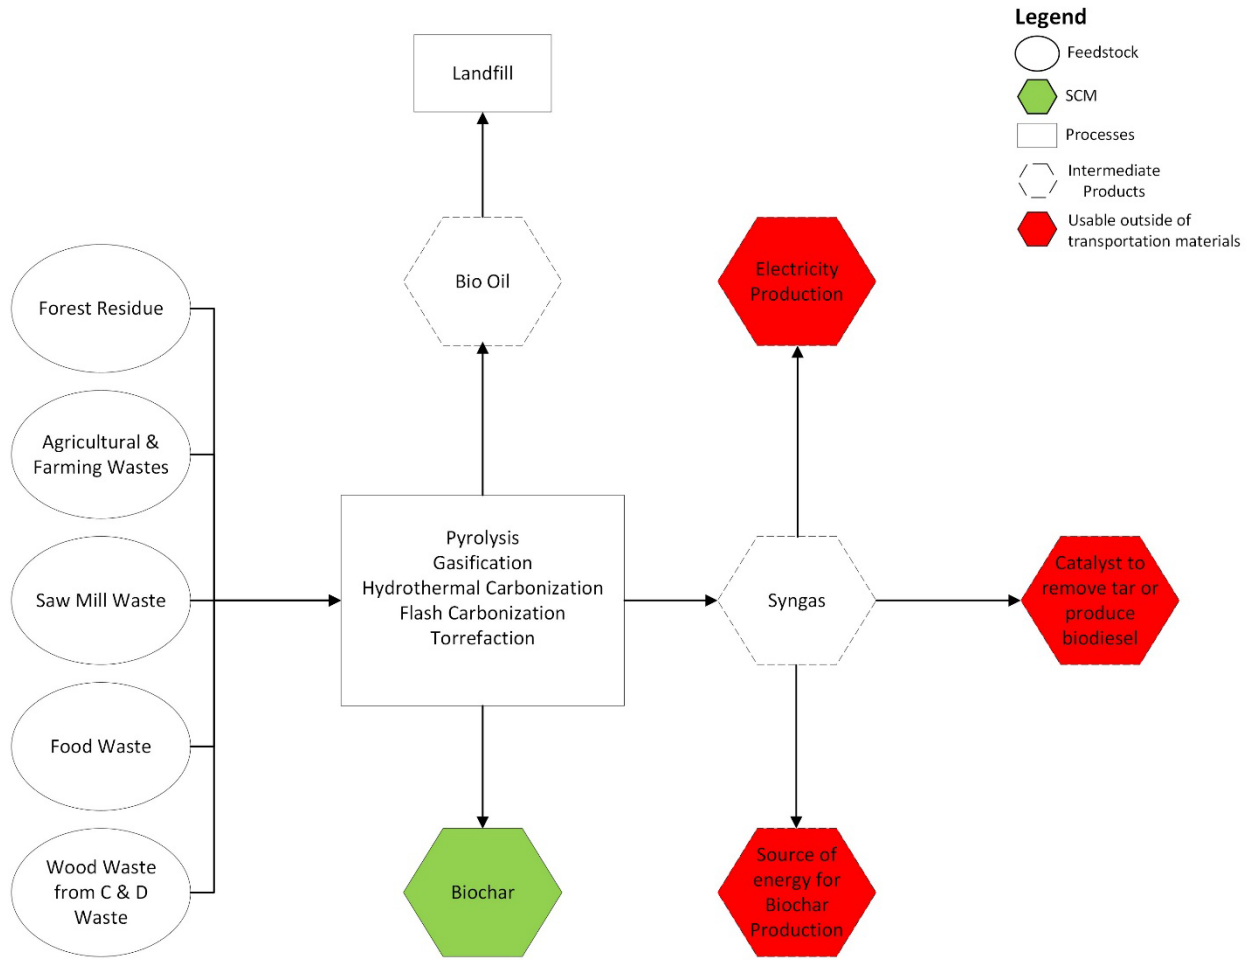 Legend
Feedstock
SCM
Processes
Intermediate
Products
Usable outside of
transportation materials
Landfill
Bio Oil
Electricity
Production
Forest Residue
Agricultural &
Farming Wastes
Saw Mill Waste
Food Waste
Wood Waste
from C & D
Waste
Pyrolysis
Gasification
Hydrothermal Carbonization
Flash Carbonization
Torrefaction
Syngas
Catalyst to
remove tar or
produce
biodiesel
Biochar
Source of
energy for
Biochar
Production